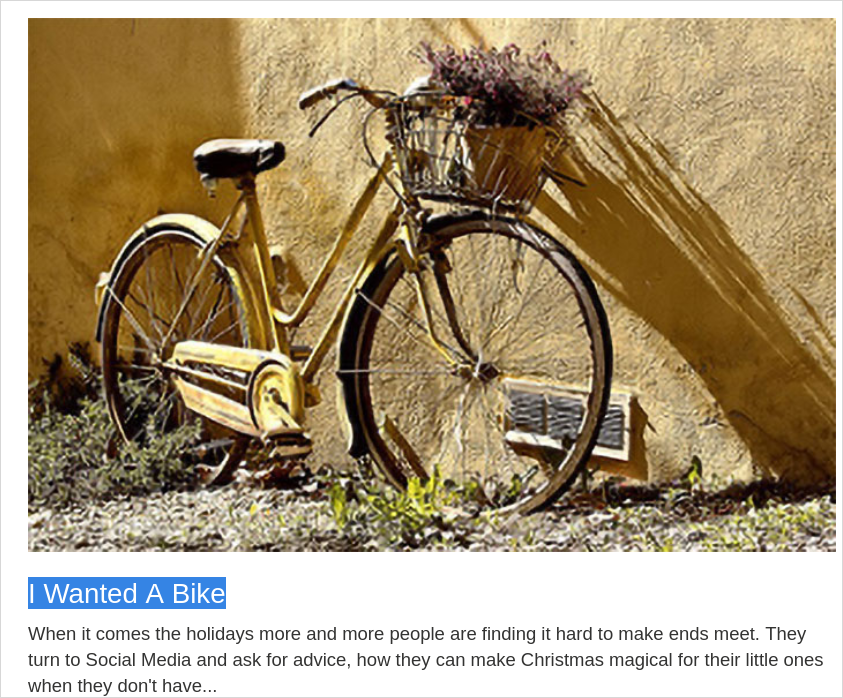 I Wanted A Bike
When it comes the holidays more and more people are finding it hard to make ends meet. They
turn to Social Media and ask for advice, how they can make Christmas magical for their little ones
when they don't have...